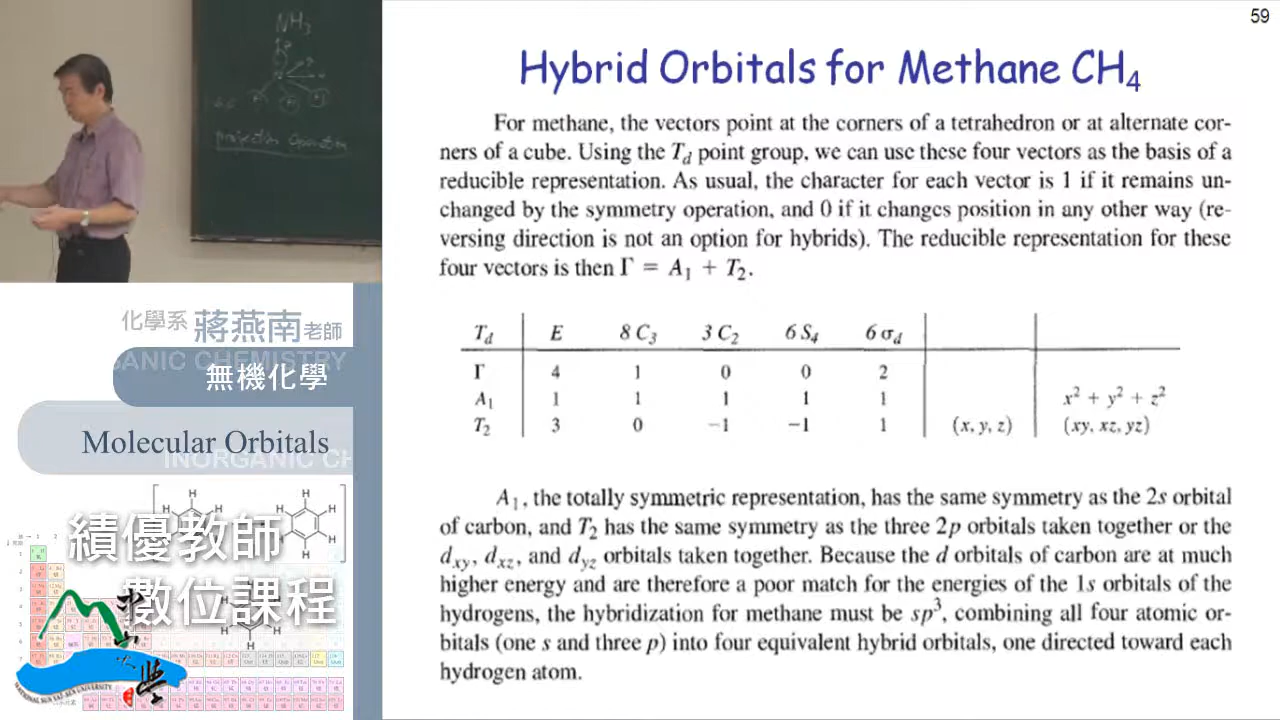 59
NH3
Projection Operator
Hybrid Orbitals for Methane CH4
For methane, the vectors point at the corners of a tetrahedron or at alternate cor-
ners of a cube. Using the Td point group, we can use these four vectors as the basis of a
reducible representation. As usual, the character for each vector is 1 if it remains un-
changed by the symmetry operation, and 0 if it changes position in any other way (re-
versing direction is not an option for hybrids). The reducible representation for these
four vectors is then Γ = A1 + T2.
Td E 8 C3 3 C2 6 S4 6 σd
Γ 4 1 0 0 2
A1 1 1 1 1 1 x² + y² + z²
T2 3 0 −1 −1 1 (x, y, z) (xy, xz, yz)
A1, the totally symmetric representation, has the same symmetry as the 2s orbital
of carbon, and T2 has the same symmetry as the three 2p orbitals taken together or the
dxy, dxz, and dyz orbitals taken together. Because the d orbitals of carbon are at much
higher energy and are therefore a poor match for the energies of the 1s orbitals of the
hydrogens, the hybridization for methane must be sp³, combining all four atomic or-
bitals (one s and three p) into four equivalent hybrid orbitals, one directed toward each
hydrogen atom.
化學系 蔣燕南老師
ORGANIC CHEMISTRY
無機化學
Molecular Orbitals
INORGANIC CH
績優教師
數位課程
NATIONAL SUN YAT-SEN UNIVERSITY